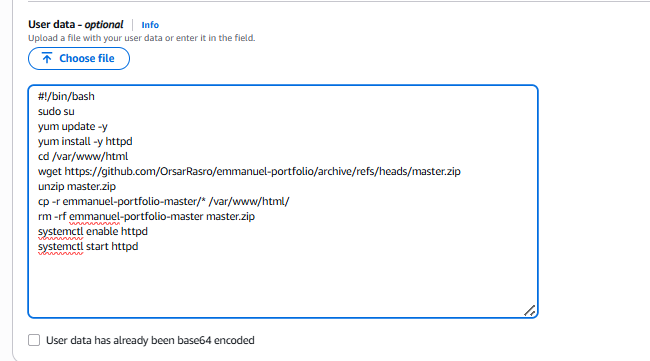 User data - optional Info
Upload a file with your user data or enter it in the field.
Choose file
#!/bin/bash
sudo su
yum update -y
yum install -y httpd
cd /var/www/html
wget https://github.com/OrsarRasro/emmanuel-portfolio/archive/refs/heads/master.zip
unzip master.zip
cp -r emmanuel-portfolio-master/* /var/www/html/
rm -rf emmanuel-portfolio-master master.zip
systemctl enable httpd
systemctl start httpd
User data has already been base64 encoded